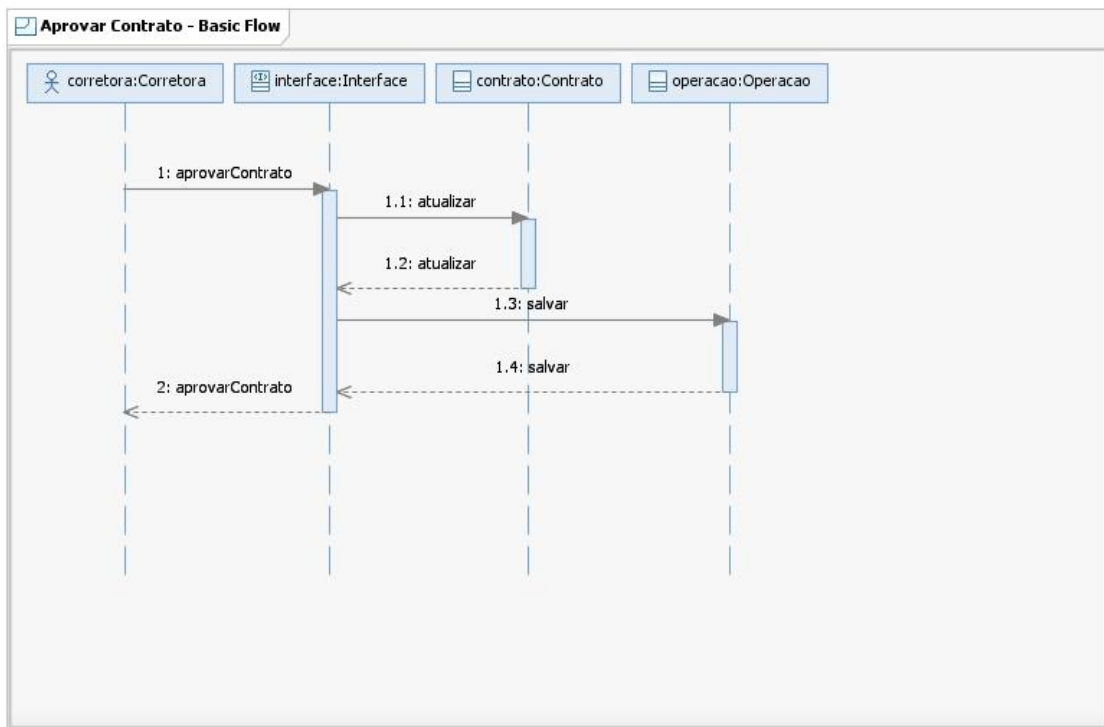 Aprovar Contrato - Basic Flow
corretora:Corretora
interface:Interface
contrato:Contrato
operacao:Operacao
1: aprovarContrato
1.1: atualizar
1.2: atualizar
1.3: salvar
1.4: salvar
2: aprovarContrato